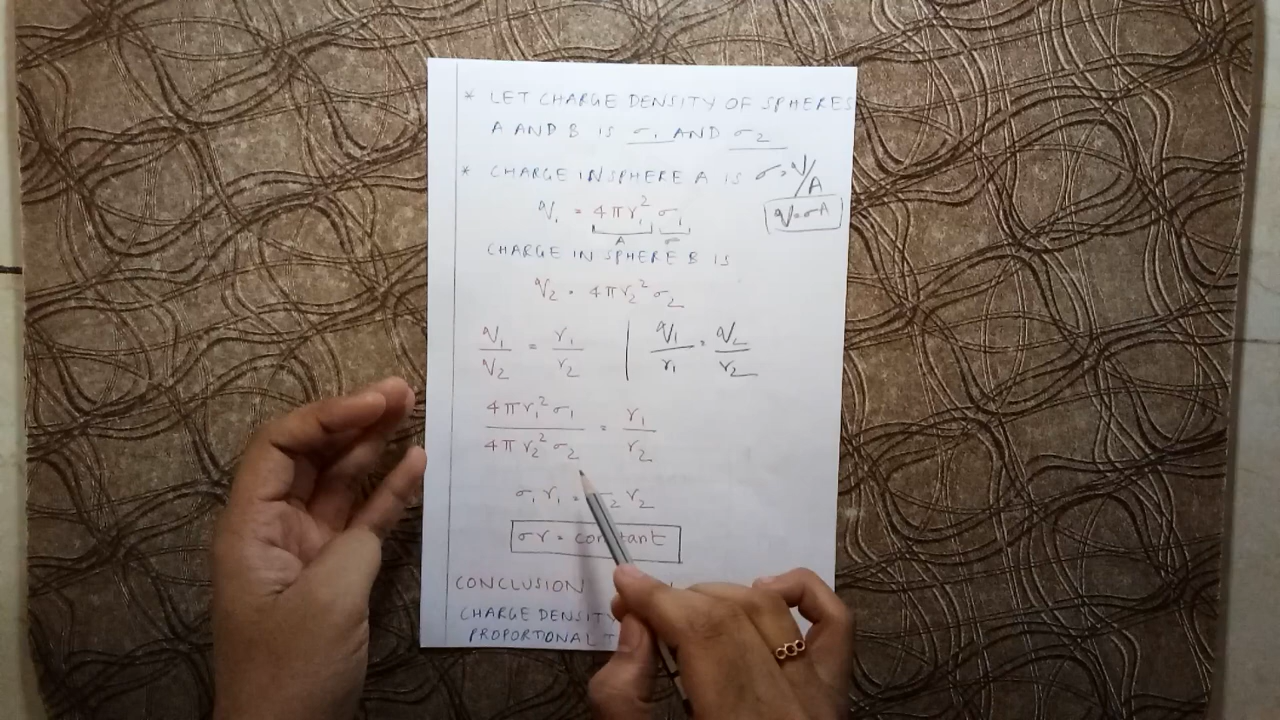 * LET CHARGE DENSITY OF SPHERES
A AND B IS σ₁ AND σ₂
* CHARGE IN SPHERE A IS
σ = q/A
q = σA
q₁ = 4πr₁² σ₁
A σ
CHARGE IN SPHERE B IS
q₂ = 4πr₂² σ₂
q₁/q₂ = r₁/r₂ | q₁/r₁ = q₂/r₂
4πr₁² σ₁ / 4πr₂² σ₂ = r₁/r₂
σ₁ r₁ = σ₂ r₂
σr = constant
CONCLUSION
CHARGE DENSITY
PROPORTIONAL